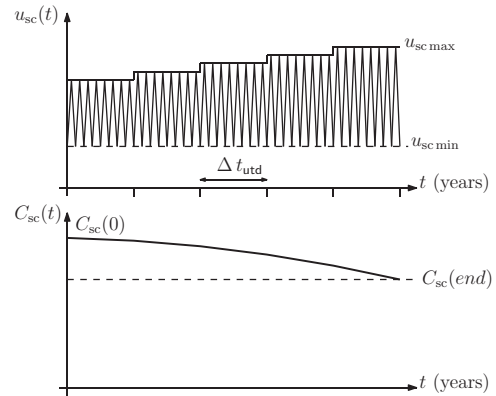 u_sc(t)
u_sc max
u_sc min
Δ t_utd
t (years)
C_sc(t)
C_sc(0)
C_sc(end)
t (years)